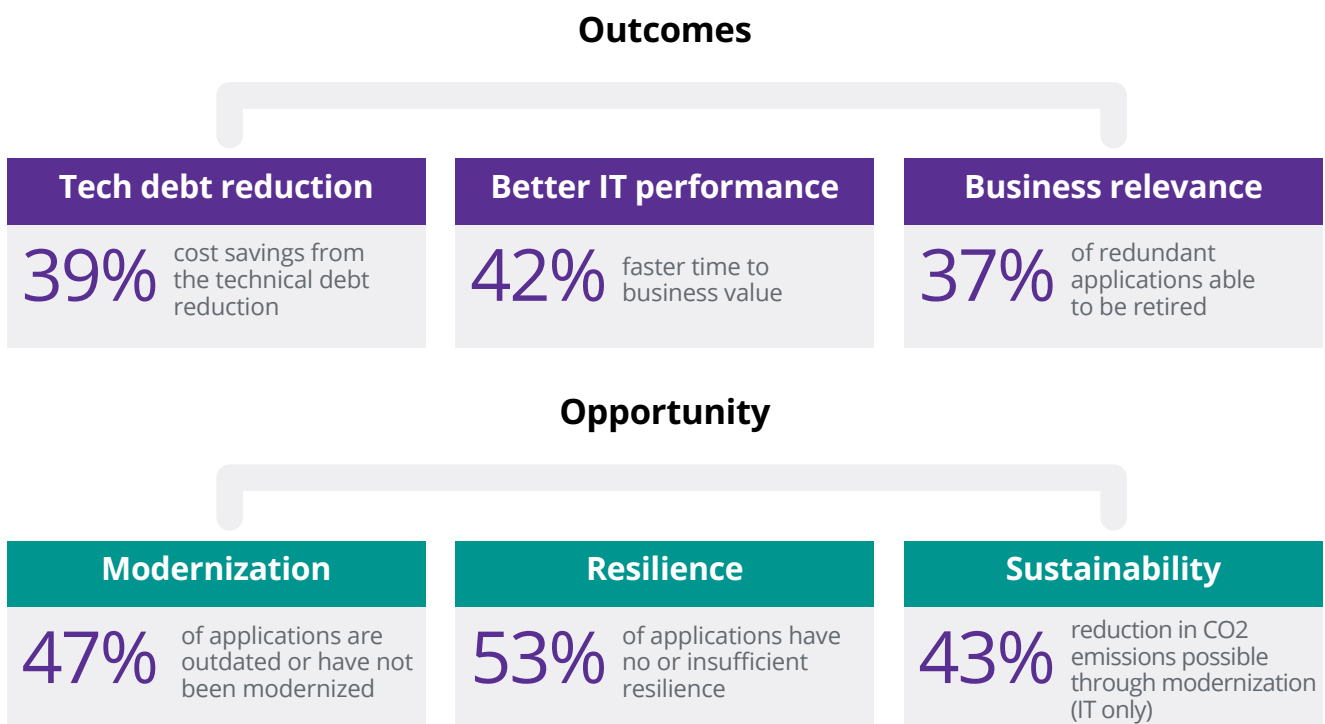 Outcomes
Tech debt reduction
39%
cost savings from
the technical debt
reduction
Better IT performance
42%
faster time to
business value
Business relevance
37%
of redundant
applications able
to be retired
Opportunity
Modernization
47%
of applications are
outdated or have not
been modernized
Resilience
53%
of applications have
no or insufficient
resilience
Sustainability
43%
reduction in CO2
emissions possible
through modernization
(IT only)